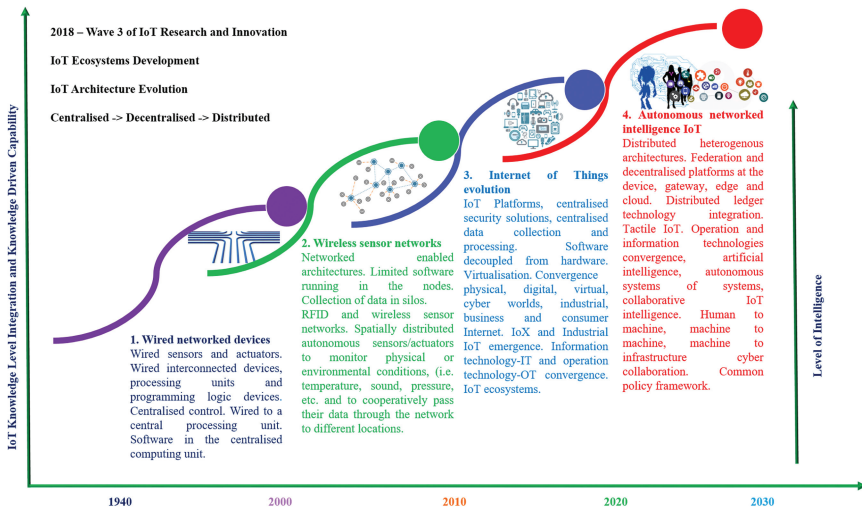 2018 – Wave 3 of IoT Research and Innovation
IoT Ecosystems Development
IoT Architecture Evolution
Centralised -> Decentralised -> Distributed
IoT Knowledge Level Integration and Knowledge Driven Capability
1. Wired networked devices
Wired sensors and actuators.
Wired interconnected devices,
processing units and
programming logic devices.
Centralised control. Wired to a
central processing unit.
Software in the centralised
computing unit.
2. Wireless sensor networks
Networked enabled
architectures. Limited software
running in the nodes.
Collection of data in silos.
RFID and wireless sensor
networks. Spatially distributed
autonomous sensors/actuators
to monitor physical or
environmental conditions, (i.e.
temperature, sound, pressure,
etc. and to cooperatively pass
their data through the network
to different locations.
3. Internet of Things
evolution
IoT Platforms, centralised
security solutions, centralised
data collection and
processing. Software
decoupled from hardware.
Virtualisation. Convergence
physical, digital, virtual,
cyber worlds, industrial,
business and consumer
Internet. IoX and Industrial
IoT emergence. Information
technology-IT and operation
technology-OT convergence.
IoT ecosystems.
4. Autonomous networked
intelligence IoT
Distributed heterogenous
architectures. Federation and
decentralised platforms at the
device, gateway, edge and
cloud. Distributed ledger
technology integration.
Tactile IoT. Operation and
information technologies
convergence, artificial
intelligence, autonomous
systems of systems,
collaborative IoT
intelligence. Human to
machine, machine to
machine, machine to
infrastructure cyber
collaboration. Common
policy framework.
Level of Intelligence
1940
2000
2010
2020
2030